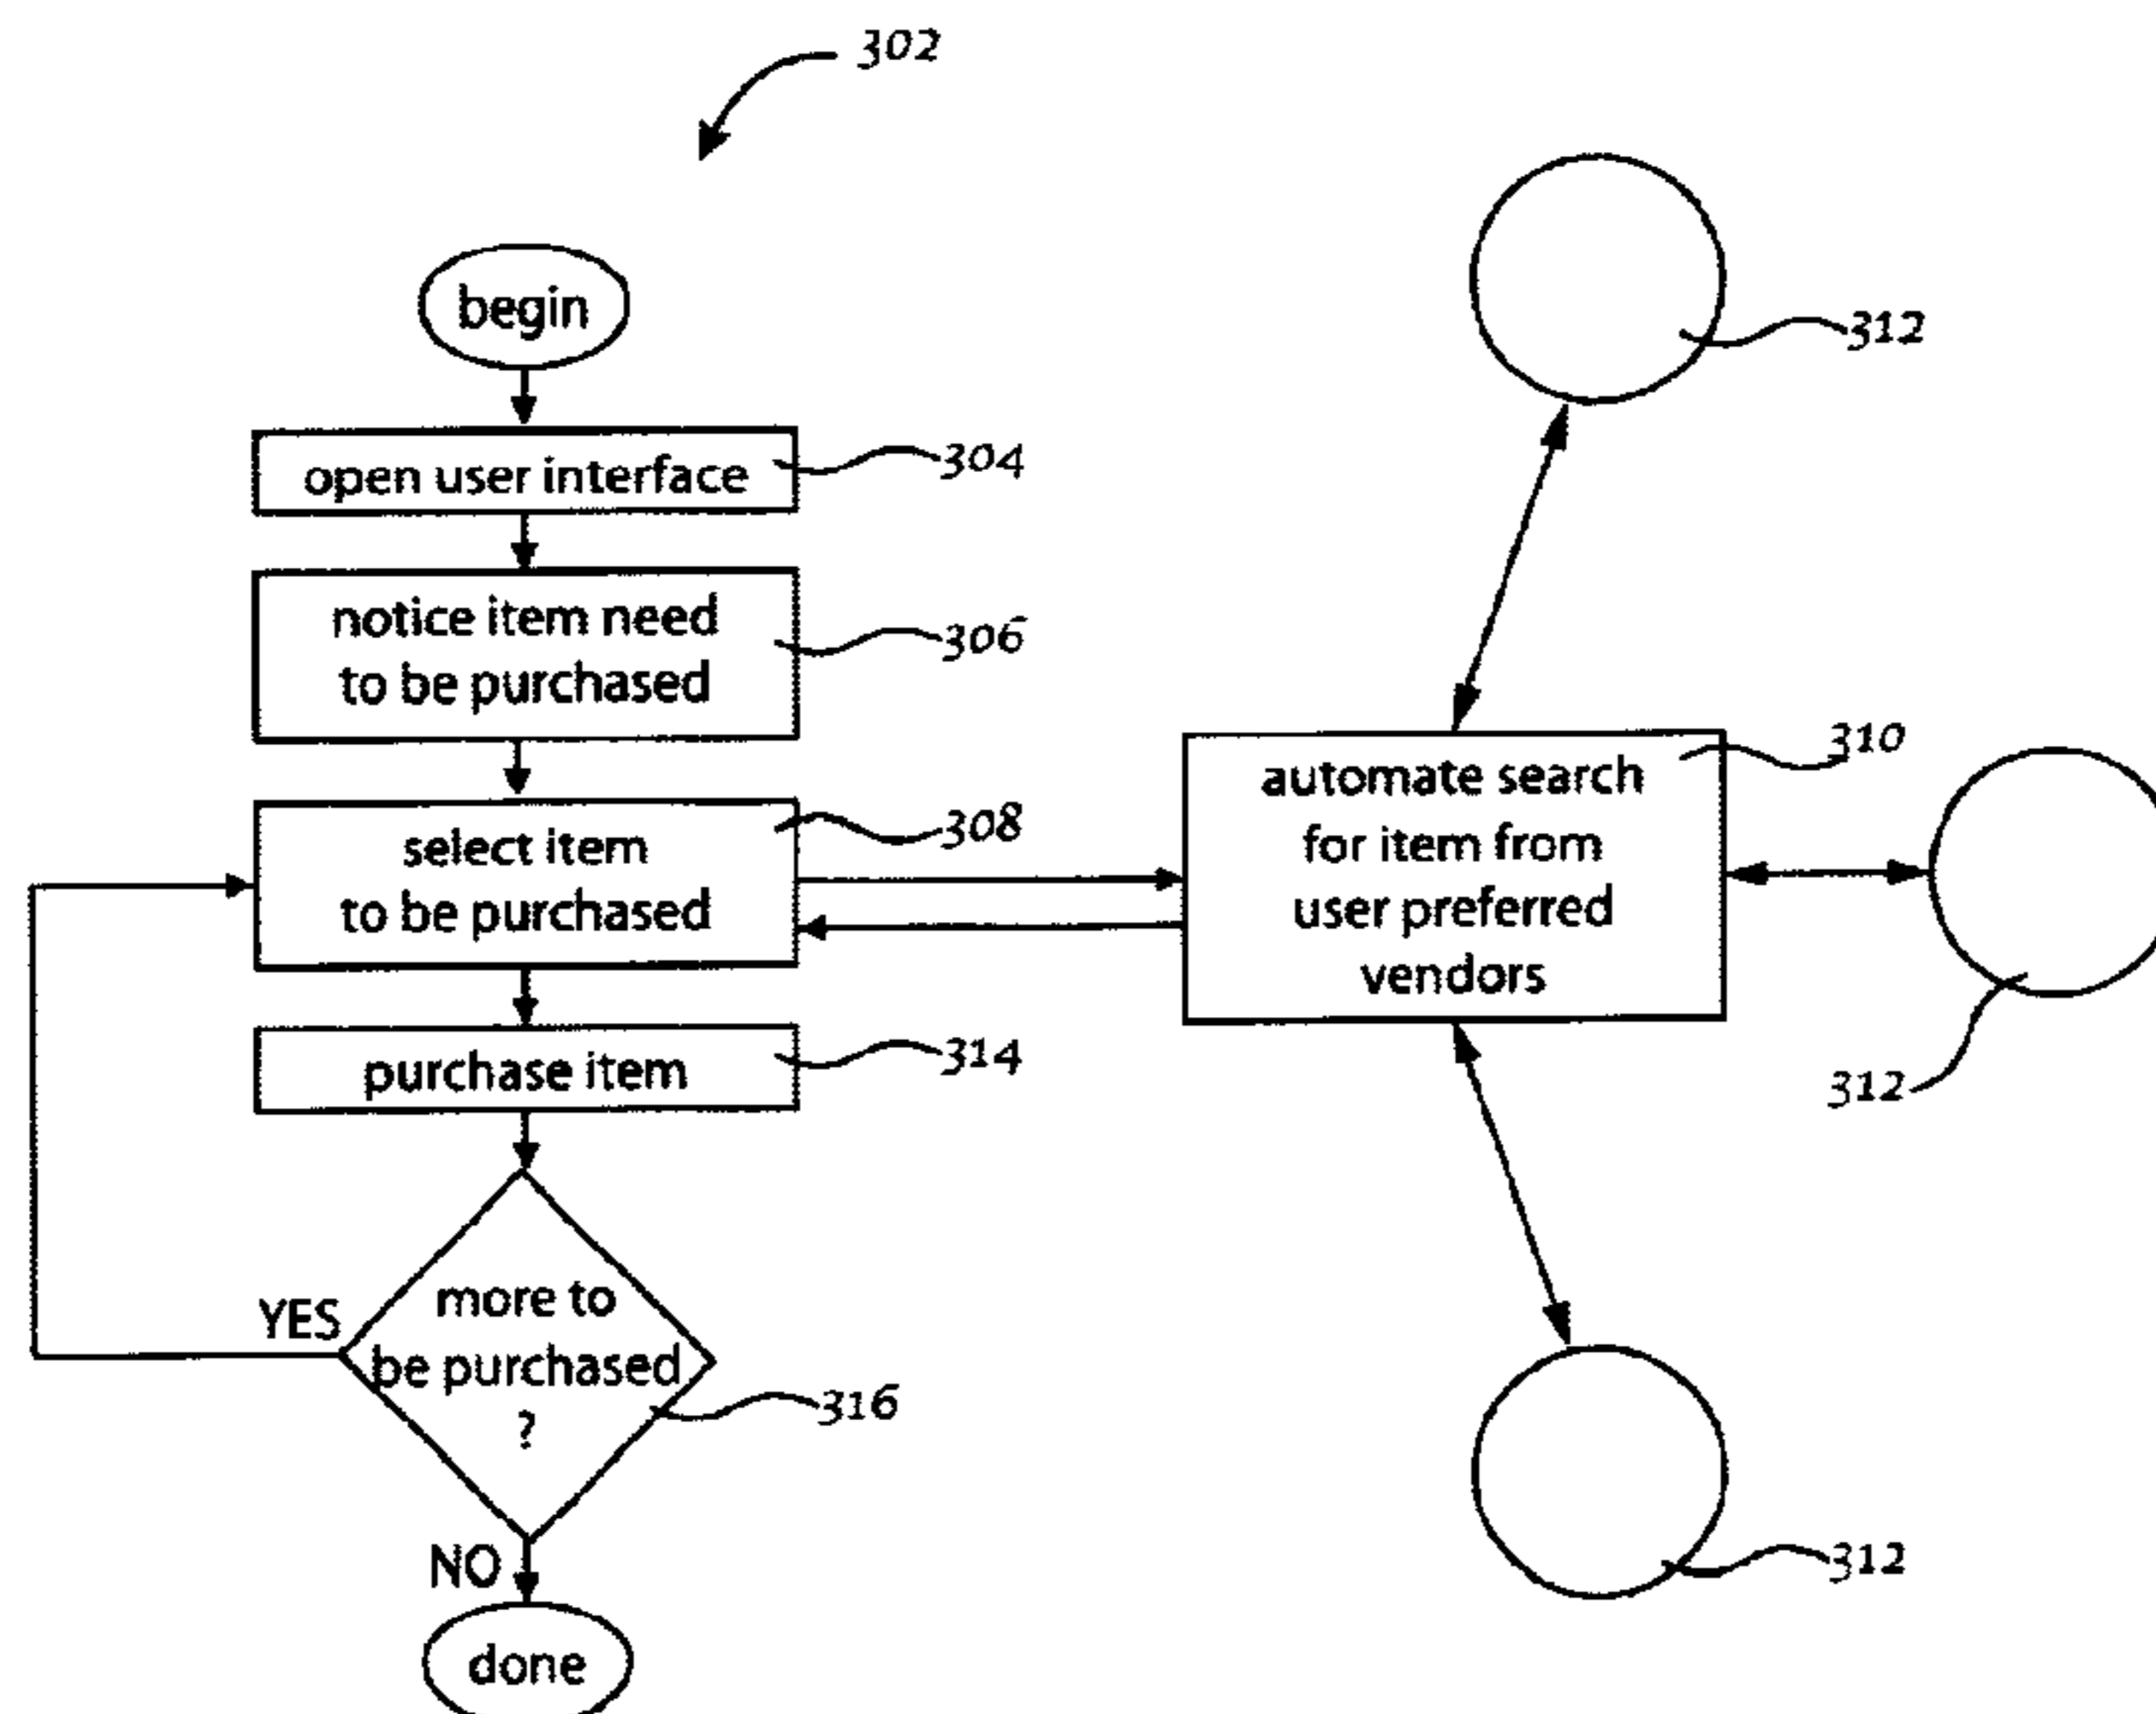 302
begin
312
open user interface
304
notice item need
to be purchased
306
select item
to be purchased
308
automate search
for item from
user preferred
vendors
310
purchase item
314
312
more to
be purchased
?
YES
316
NO
312
done